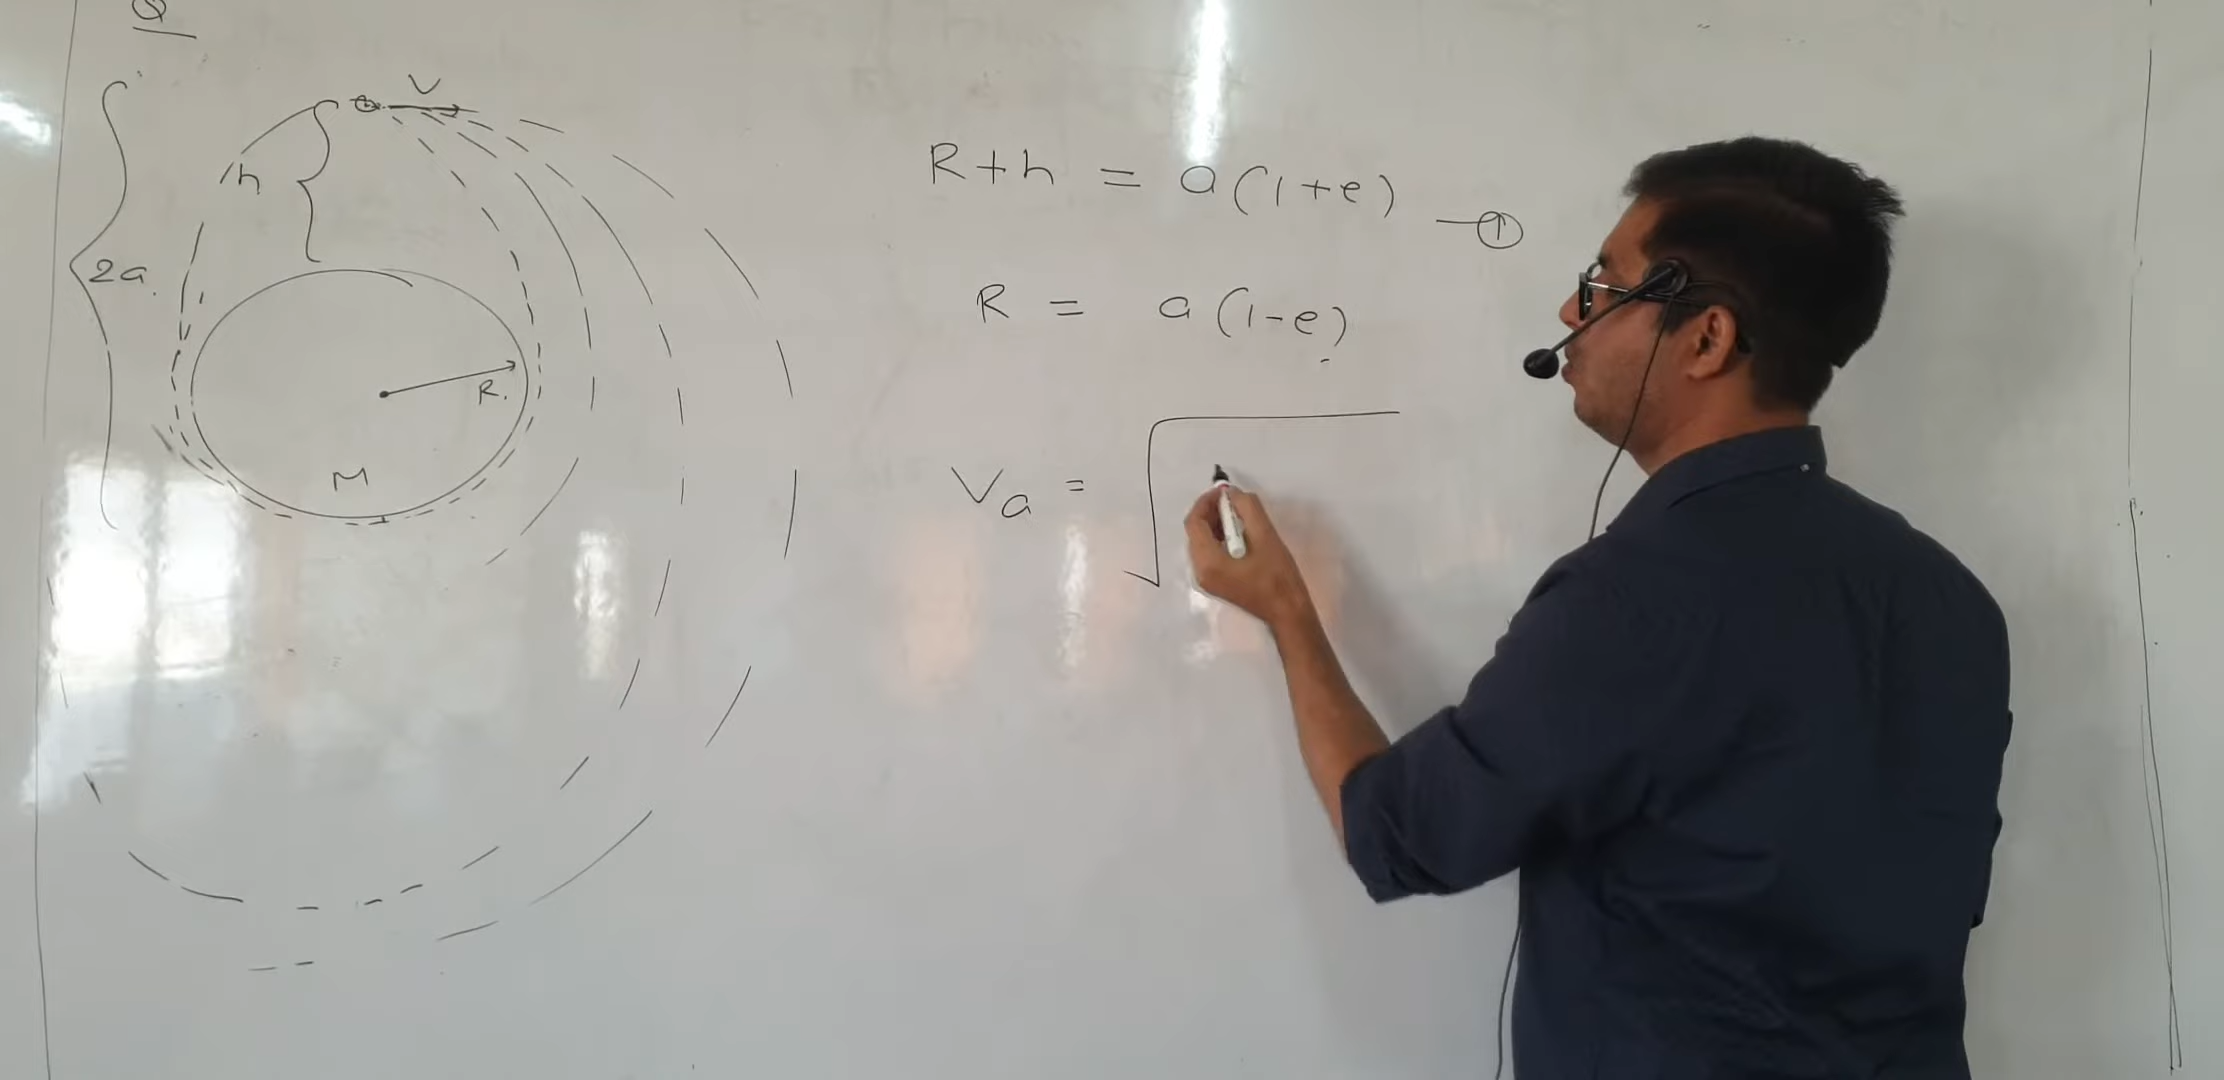 Q
V
h
2a
R.
M
R+h = a(1+e) —①
R = a(1-e)
Va = √